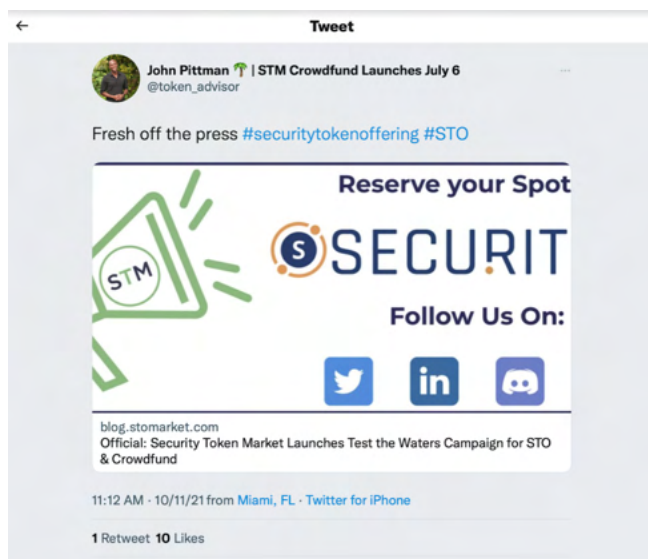 Tweet
John Pittman 🌴 | STM Crowdfund Launches July 6
@token_advisor
Fresh off the press #securitytokenoffering #STO
Reserve your Spot
STM
S SECURIT
Follow Us On:
in
blog.stomarket.com
Official: Security Token Market Launches Test the Waters Campaign for STO
& Crowdfund
11:12 AM · 10/11/21 from Miami, FL · Twitter for iPhone
1 Retweet 10 Likes